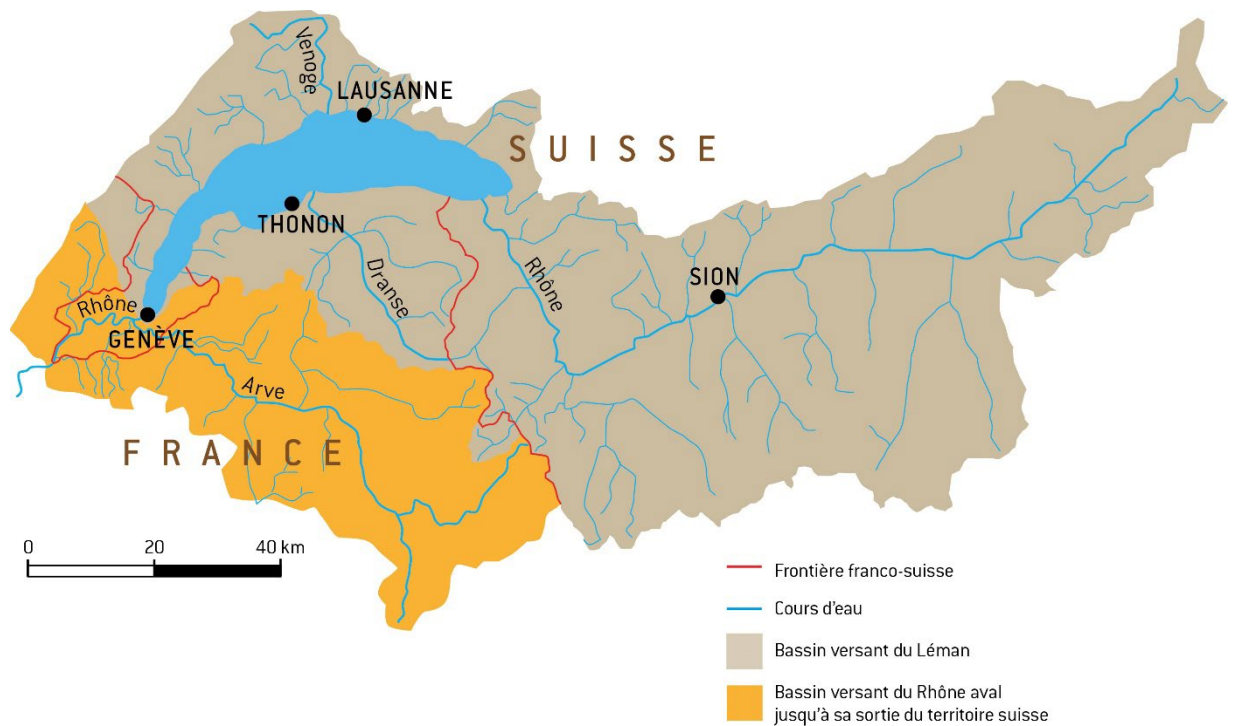 Venoge
LAUSANNE
SUISSE
THONON
Dranse
Rhône
SION
Rhône
GENÈVE
Arve
FRANCE
0 20 40 km
Frontière franco-suisse
Cours d'eau
Bassin versant du Léman
Bassin versant du Rhône aval
jusqu'à sa sortie du territoire suisse